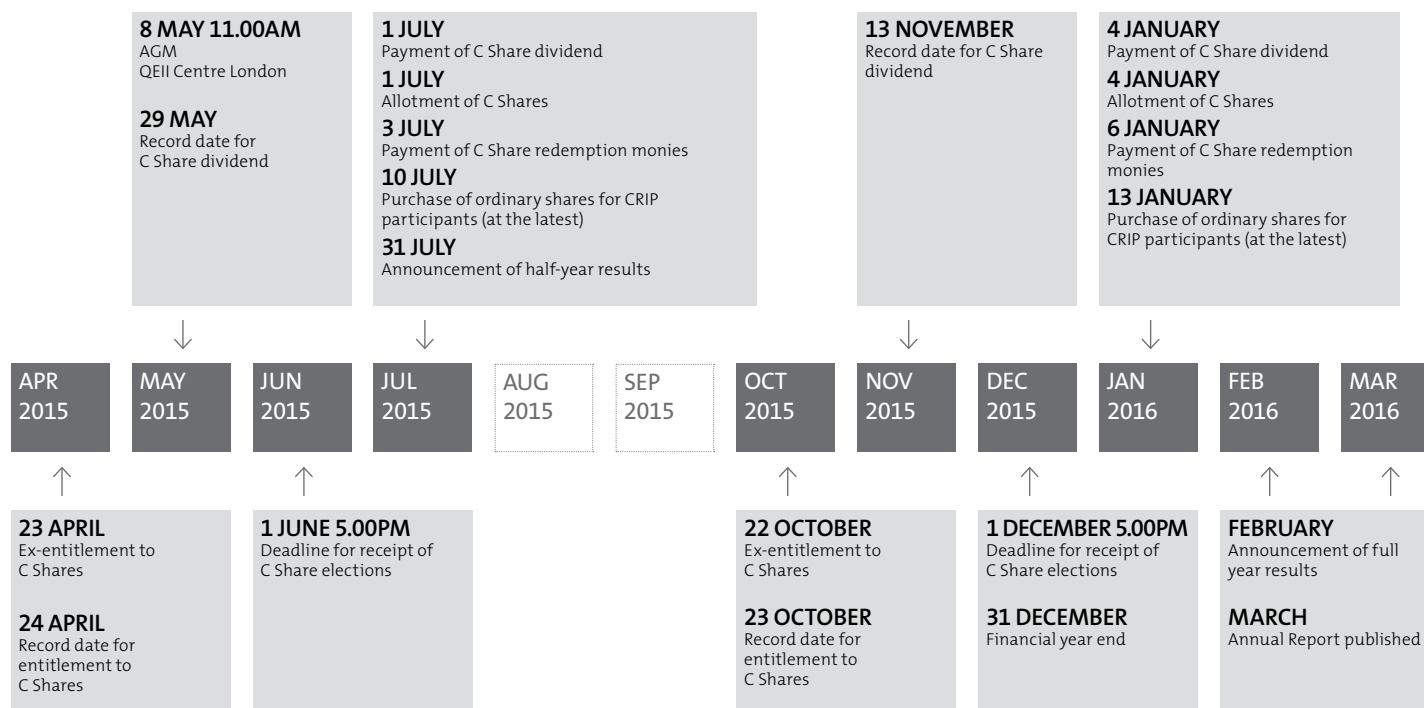 8 MAY 11.00AM
AGM
QEII Centre London
29 MAY
Record date for
C Share dividend
1 JULY
Payment of C Share dividend
1 JULY
Allotment of C Shares
3 JULY
Payment of C Share redemption monies
10 JULY
Purchase of ordinary shares for CRIP
participants (at the latest)
31 JULY
Announcement of half-year results
13 NOVEMBER
Record date for C Share
dividend
4 JANUARY
Payment of C Share dividend
4 JANUARY
Allotment of C Shares
6 JANUARY
Payment of C Share redemption
monies
13 JANUARY
Purchase of ordinary shares for
CRIP participants (at the latest)
APR
2015
MAY
2015
JUN
2015
JUL
2015
AUG
2015
SEP
2015
OCT
2015
NOV
2015
DEC
2015
JAN
2016
FEB
2016
MAR
2016
23 APRIL
Ex-entitlement to
C Shares
24 APRIL
Record date for
entitlement to
C Shares
1 JUNE 5.00PM
Deadline for receipt of
C Share elections
22 OCTOBER
Ex-entitlement to
C Shares
23 OCTOBER
Record date for
entitlement to
C Shares
1 DECEMBER 5.00PM
Deadline for receipt of
C Share elections
31 DECEMBER
Financial year end
FEBRUARY
Announcement of full
year results
MARCH
Annual Report published